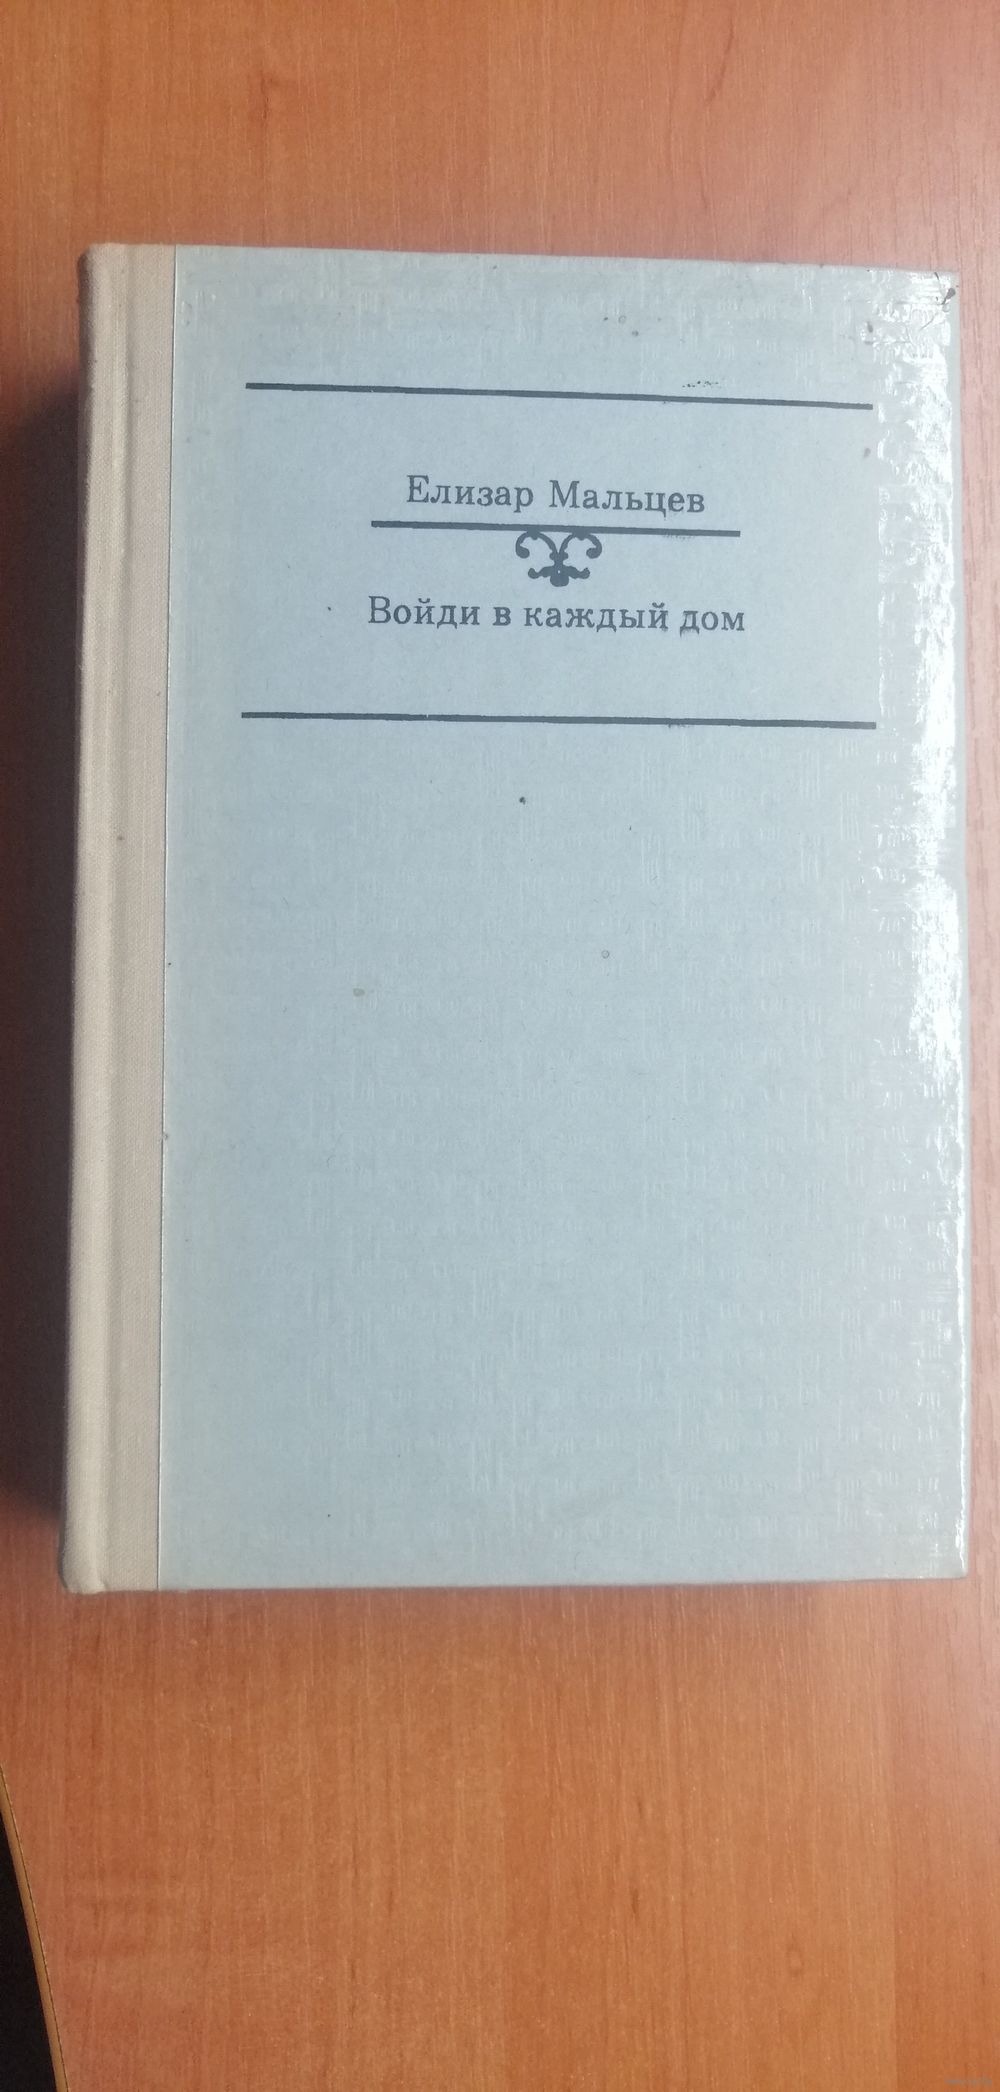 Елизар Мальцев
Войди в каждый дом